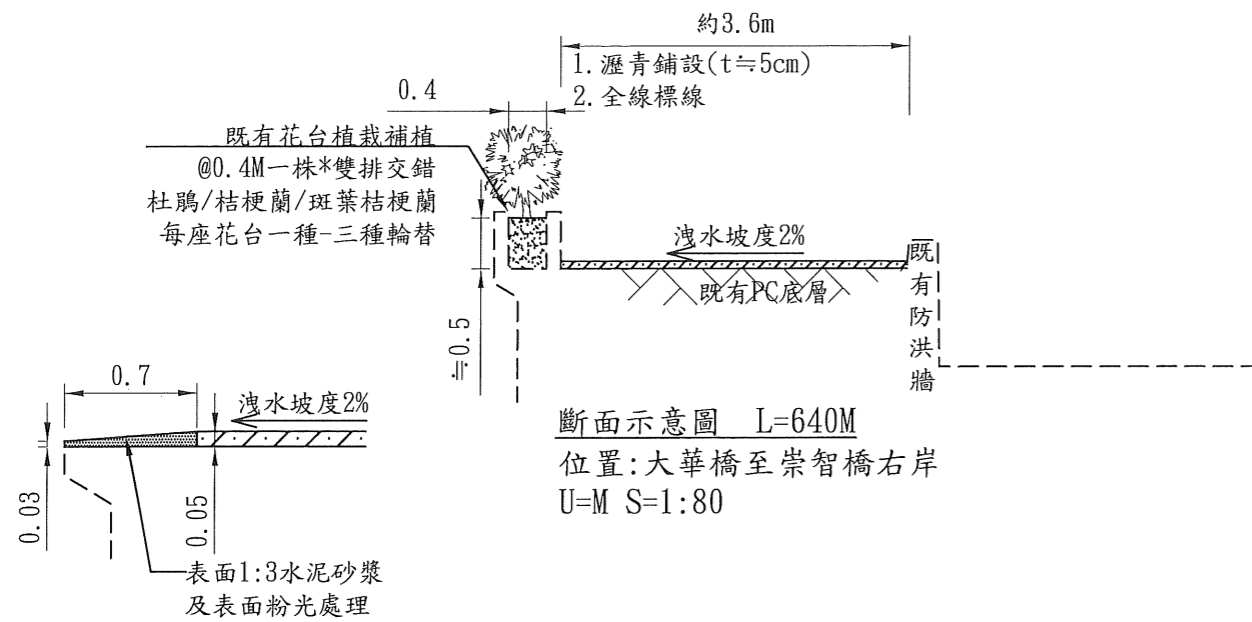 約3.6m
1.瀝青鋪設(t≒5cm)
2.全線標線
0.4
既有花台植栽補植
@0.4M一株*雙排交錯
杜鵑/桔梗蘭/斑葉桔梗蘭
每座花台一種-三種輪替
洩水坡度2%
既有PC底層
既有防洪牆
≒0.5
0.7
洩水坡度2%
0.03
0.05
表面1:3水泥砂漿
及表面粉光處理
斷面示意圖 L=640M
位置:大華橋至崇智橋右岸
U=M S=1:80